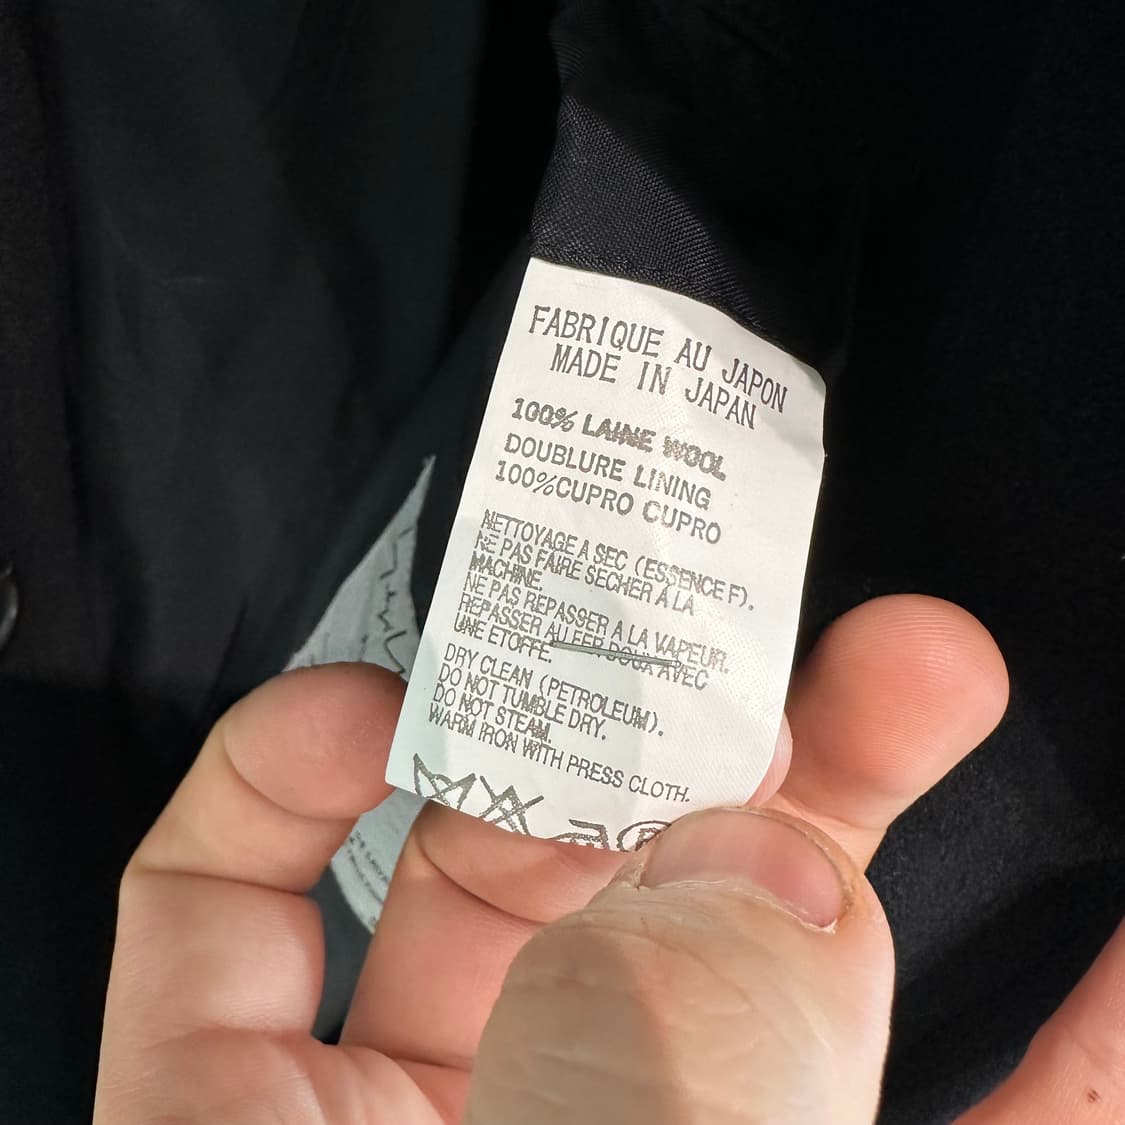 FABRIQUE AU JAPON
MADE IN JAPAN
100% LAINE WOOL
DOUBLURE LINING
100%CUPRO CUPRO
NETTOYAGE A SEC (ESSENCE F).
NE PAS FAIRE SECHER A LA
MACHINE.
NE PAS REPASSER A LA VAPEUR.
REPASSER AU FER DOUX AVEC
UNE ETOFFE.
DRY CLEAN (PETROLEUM).
DO NOT TUMBLE DRY.
DO NOT STEAM.
WARM IRON WITH PRESS CLOTH.